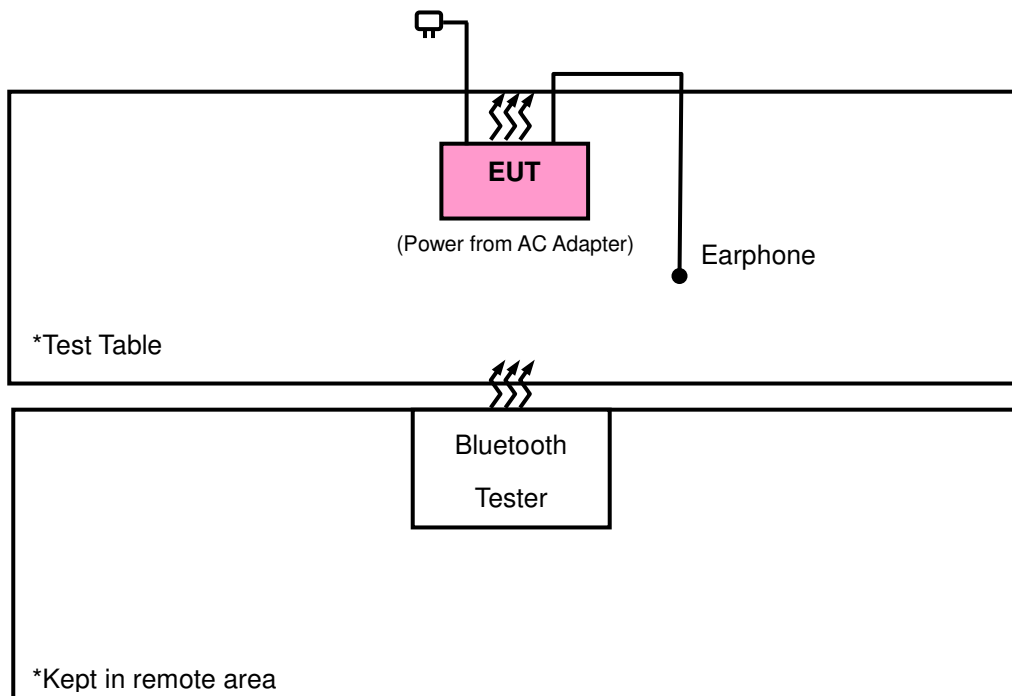 EUT
(Power from AC Adapter)
Earphone
*Test Table
Bluetooth
Tester
*Kept in remote area